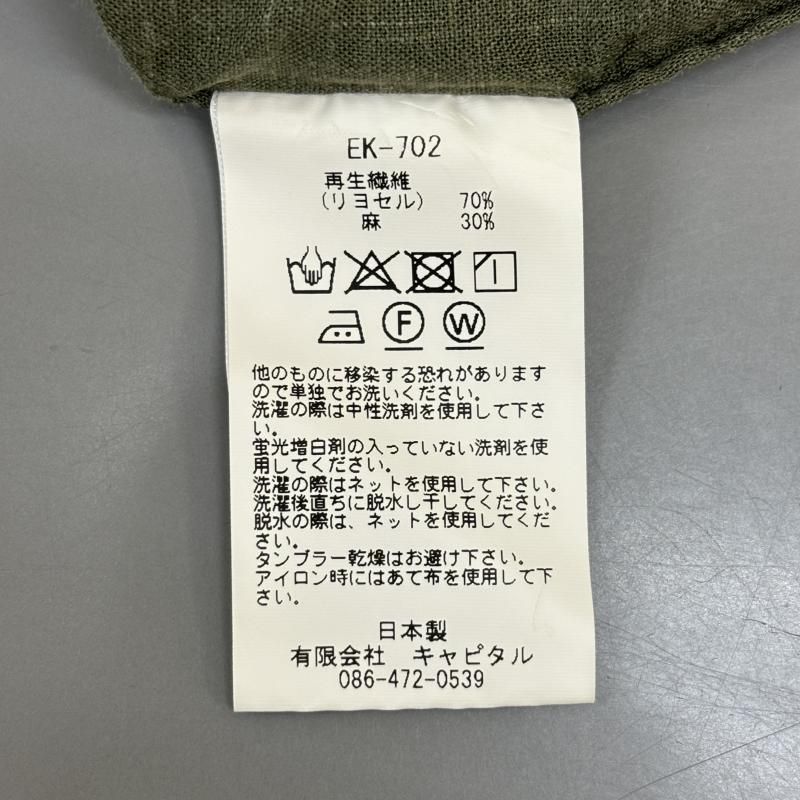 EK-702
再生繊維
(リヨセル) 70%
麻 30%
F W
他のものに移染する恐れがあります
ので単独でお洗いください。
洗濯の際は中性洗剤を使用して下さ
い。
蛍光増白剤の入っていない洗剤を使
用してください。
洗濯の際はネットを使用して下さい。
洗濯後直ちに脱水し干してください。
脱水の際は、ネットを使用してくだ
さい。
タンブラー乾燥はお避け下さい。
アイロン時にはあて布を使用して下
さい。
日本製
有限会社 キャピタル
086-472-0539